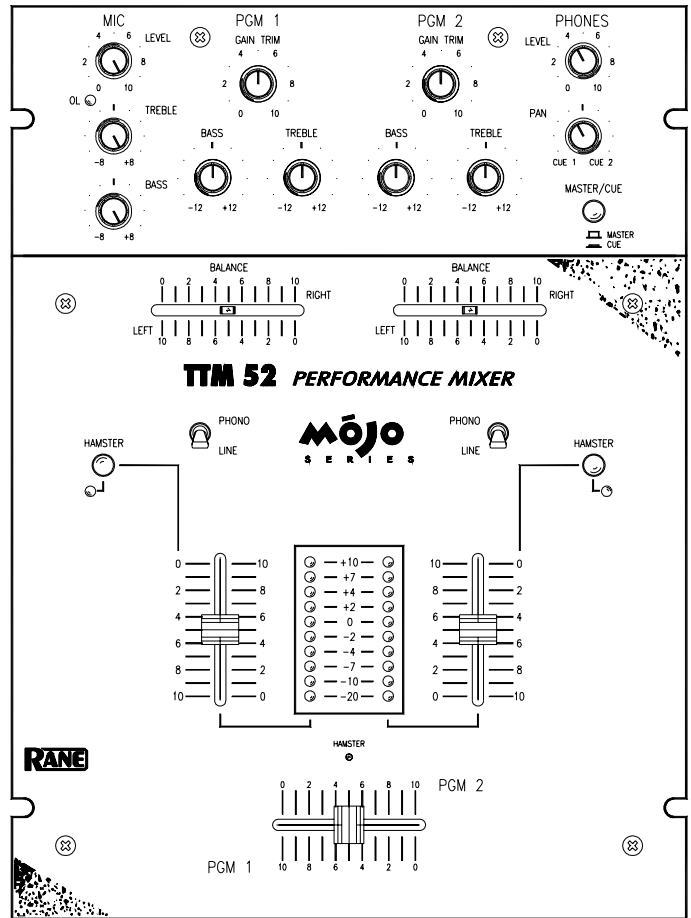 MIC PGM 1 PGM 2 PHONES
4 6 LEVEL GAIN TRIM GAIN TRIM LEVEL 4 6
4 6 4 6
2 8 2 8 2 8 2 8
0 10 0 10 0 10 0 10
OL
TREBLE PAN
BASS TREBLE BASS TREBLE
-8 +8 CUE 1 CUE 2
BASS
MASTER/CUE
-12 +12 -12 +12 -12 +12 -12 +12
-8 +8 MASTER
CUE
BALANCE BALANCE
0 2 4 6 8 10 0 2 4 6 8 10
RIGHT RIGHT
LEFT LEFT
10 8 6 4 2 0 10 8 6 4 2 0
TTM 52 PERFORMANCE MIXER
PHONO MÓJO PHONO
HAMSTER HAMSTER
LINE SERIES LINE
0 10 +10 10 0
+7
2 8 +4 8 2
+2
4 6 0 6 4
-2
6 4 -4 4 6
-7
8 2 -10 2 8
10 0 -20 0 10
HAMSTER
RANE
0 2 4 6 8 10 PGM 2
PGM 1 10 8 6 4 2 0